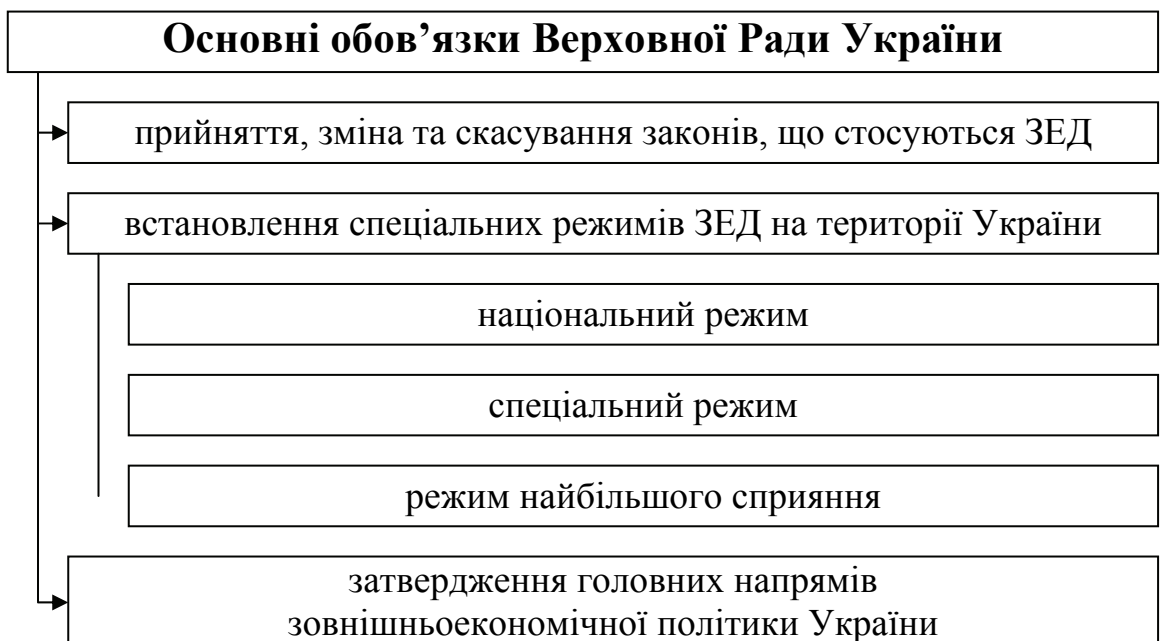 Основні обов’язки Верховної Ради України
прийняття, зміна та скасування законів, що стосуються ЗЕД
встановлення спеціальних режимів ЗЕД на території України
національний режим
спеціальний режим
режим найбільшого сприяння
затвердження головних напрямів
зовнішньоекономічної політики України